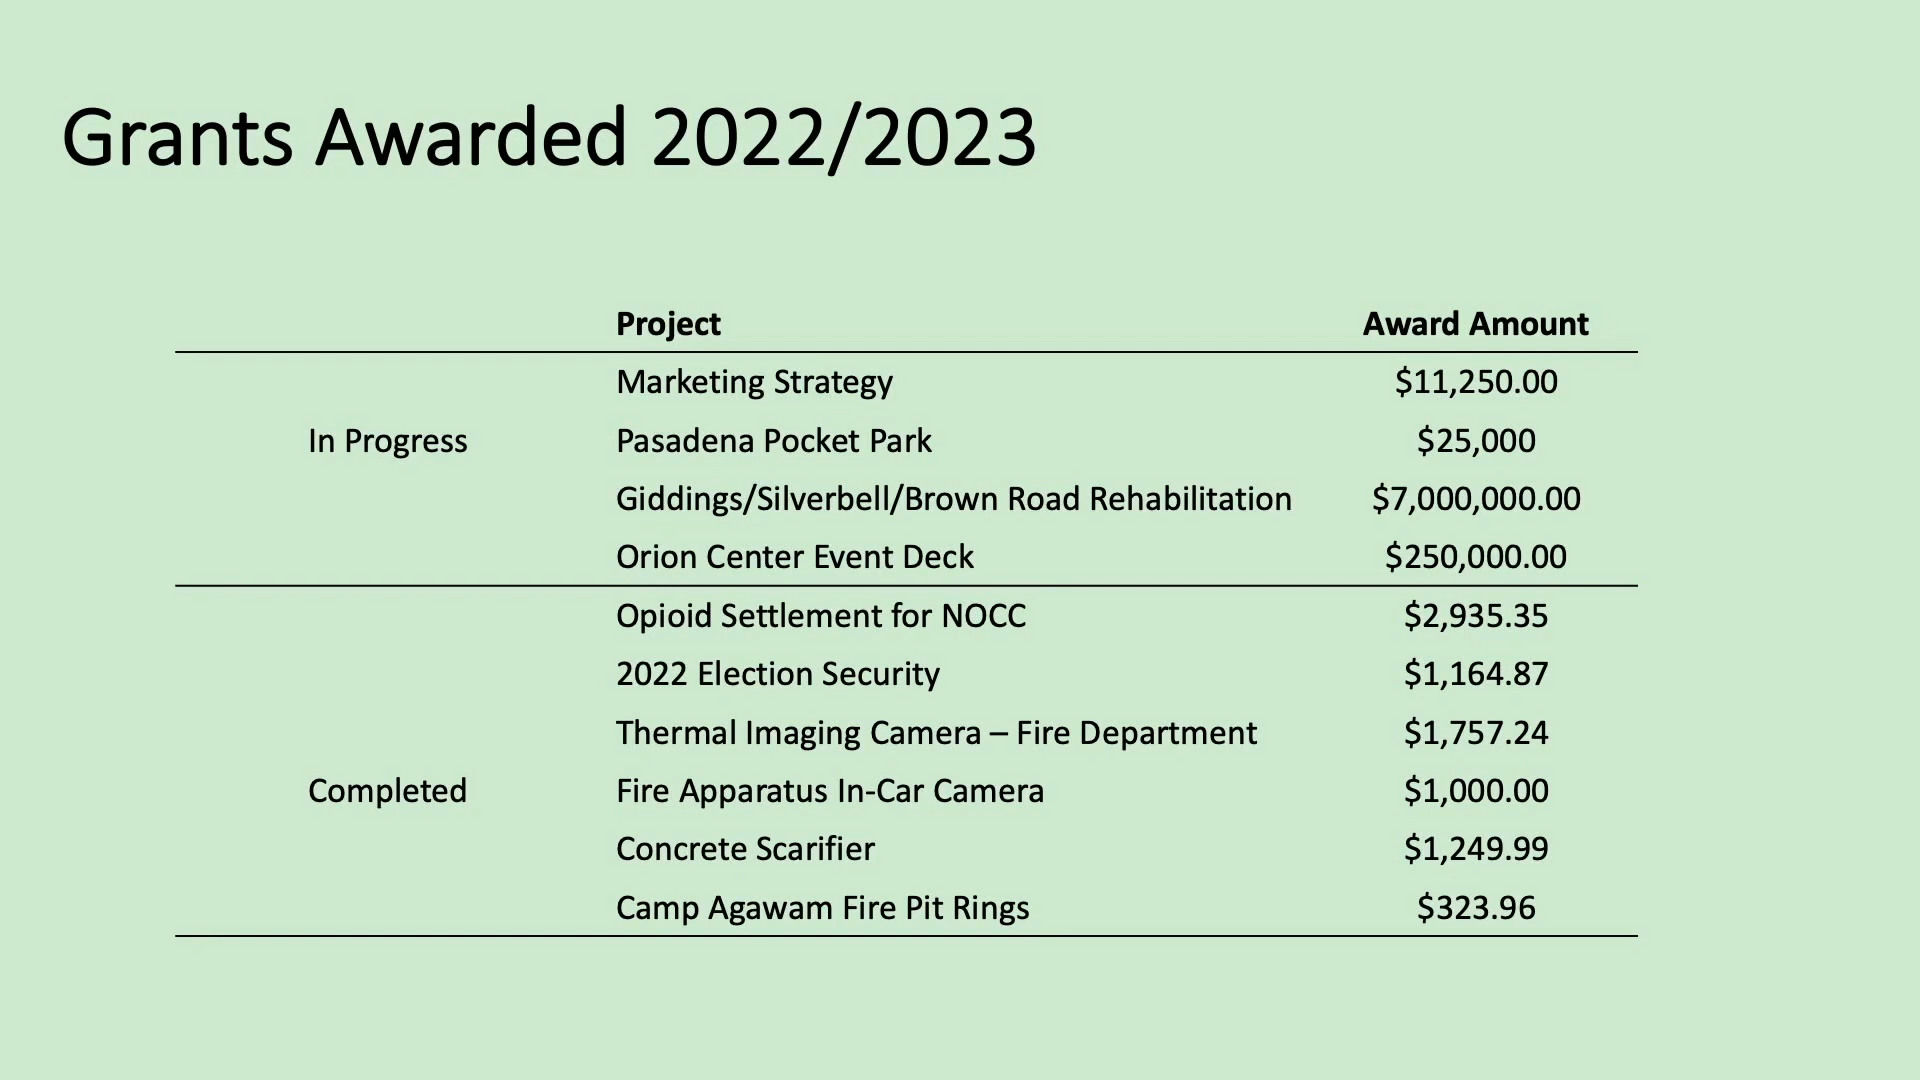 Grants Awarded 2022/2023
Project Award Amount
Marketing Strategy $11,250.00
In Progress Pasadena Pocket Park $25,000
Giddings/Silverbell/Brown Road Rehabilitation $7,000,000.00
Orion Center Event Deck $250,000.00
Opioid Settlement for NOCC $2,935.35
2022 Election Security $1,164.87
Thermal Imaging Camera – Fire Department $1,757.24
Completed Fire Apparatus In-Car Camera $1,000.00
Concrete Scarifier $1,249.99
Camp Agawam Fire Pit Rings $323.96